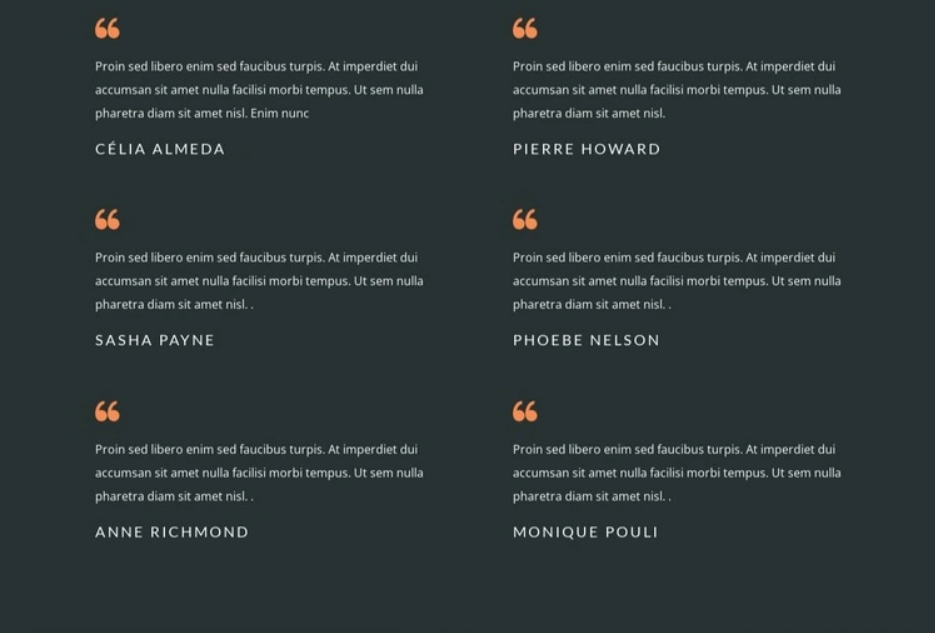 Proin sed libero enim sed faucibus turpis. At imperdiet dui
accumsan sit amet nulla facilisi morbi tempus. Ut sem nulla
pharetra diam sit amet nisl. Enim nunc
CÉLIA ALMEDA
Proin sed libero enim sed faucibus turpis. At imperdiet dui
accumsan sit amet nulla facilisi morbi tempus. Ut sem nulla
pharetra diam sit amet nisl.
PIERRE HOWARD
Proin sed libero enim sed faucibus turpis. At imperdiet dui
accumsan sit amet nulla facilisi morbi tempus. Ut sem nulla
pharetra diam sit amet nisl. .
SASHA PAYNE
Proin sed libero enim sed faucibus turpis. At imperdiet dui
accumsan sit amet nulla facilisi morbi tempus. Ut sem nulla
pharetra diam sit amet nisl. .
PHOEBE NELSON
Proin sed libero enim sed faucibus turpis. At imperdiet dui
accumsan sit amet nulla facilisi morbi tempus. Ut sem nulla
pharetra diam sit amet nisl. .
ANNE RICHMOND
Proin sed libero enim sed faucibus turpis. At imperdiet dui
accumsan sit amet nulla facilisi morbi tempus. Ut sem nulla
pharetra diam sit amet nisl. .
MONIQUE POULI